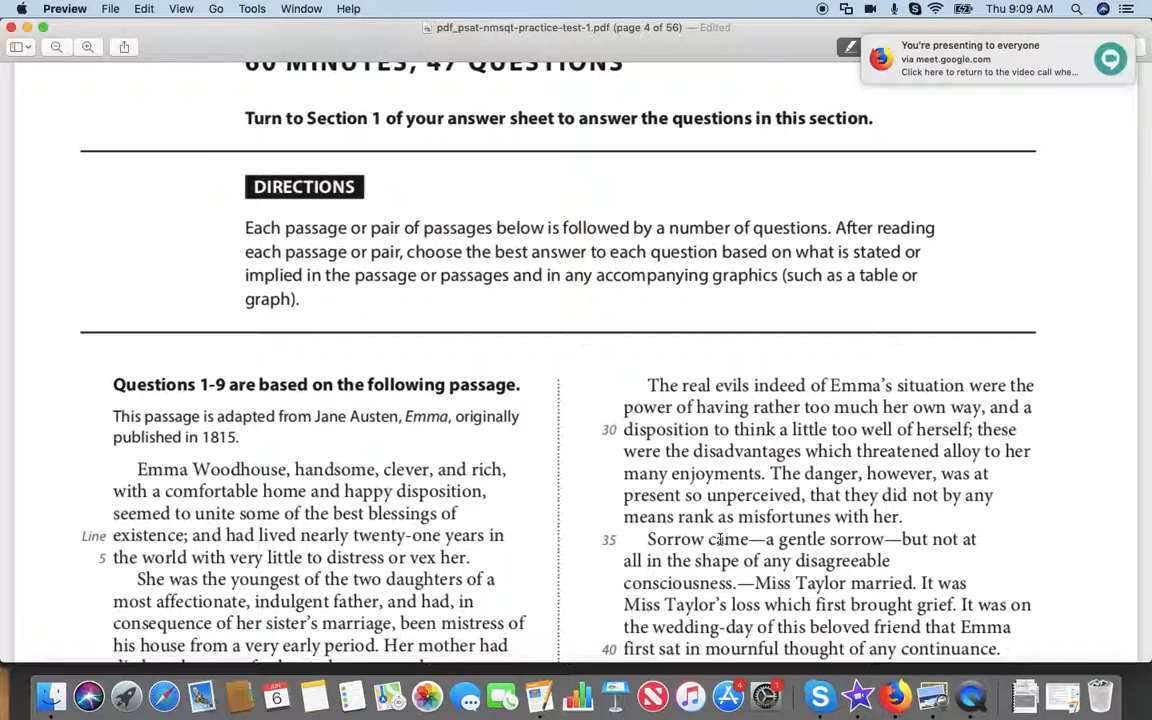 Preview File Edit View Go Tools Window Help
Thu 9:09 AM
pdf_psat-nmsqt-practice-test-1.pdf (page 4 of 56) — Edited
You're presenting to everyone
via meet.google.com
Click here to return to the video call whe...
60 MINUTES, 47 QUESTIONS
Turn to Section 1 of your answer sheet to answer the questions in this section.
DIRECTIONS
Each passage or pair of passages below is followed by a number of questions. After reading
each passage or pair, choose the best answer to each question based on what is stated or
implied in the passage or passages and in any accompanying graphics (such as a table or
graph).
Questions 1-9 are based on the following passage.
This passage is adapted from Jane Austen, Emma, originally
published in 1815.
Emma Woodhouse, handsome, clever, and rich,
with a comfortable home and happy disposition,
seemed to unite some of the best blessings of
Line existence; and had lived nearly twenty-one years in
5 the world with very little to distress or vex her.
She was the youngest of the two daughters of a
most affectionate, indulgent father, and had, in
consequence of her sister's marriage, been mistress of
his house from a very early period. Her mother had
The real evils indeed of Emma's situation were the
power of having rather too much her own way, and a
30 disposition to think a little too well of herself; these
were the disadvantages which threatened alloy to her
many enjoyments. The danger, however, was at
present so unperceived, that they did not by any
means rank as misfortunes with her.
35 Sorrow came—a gentle sorrow—but not at
all in the shape of any disagreeable
consciousness.—Miss Taylor married. It was
Miss Taylor's loss which first brought grief. It was on
the wedding-day of this beloved friend that Emma
40 first sat in mournful thought of any continuance.
6
4
1